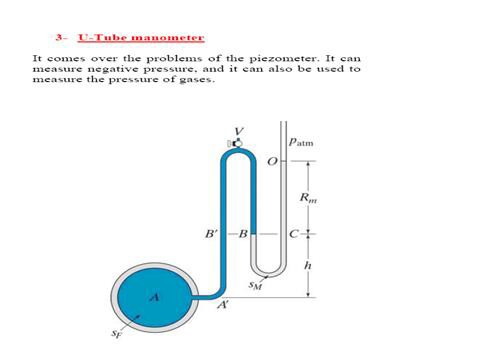 3- U-Tube manometer
It comes over the problems of the piezometer. It can
measure negative pressure, and it can also be used to
measure the pressure of gases.
V
patm
O
Rm
B′ B C
h
sM
A
A′
sF